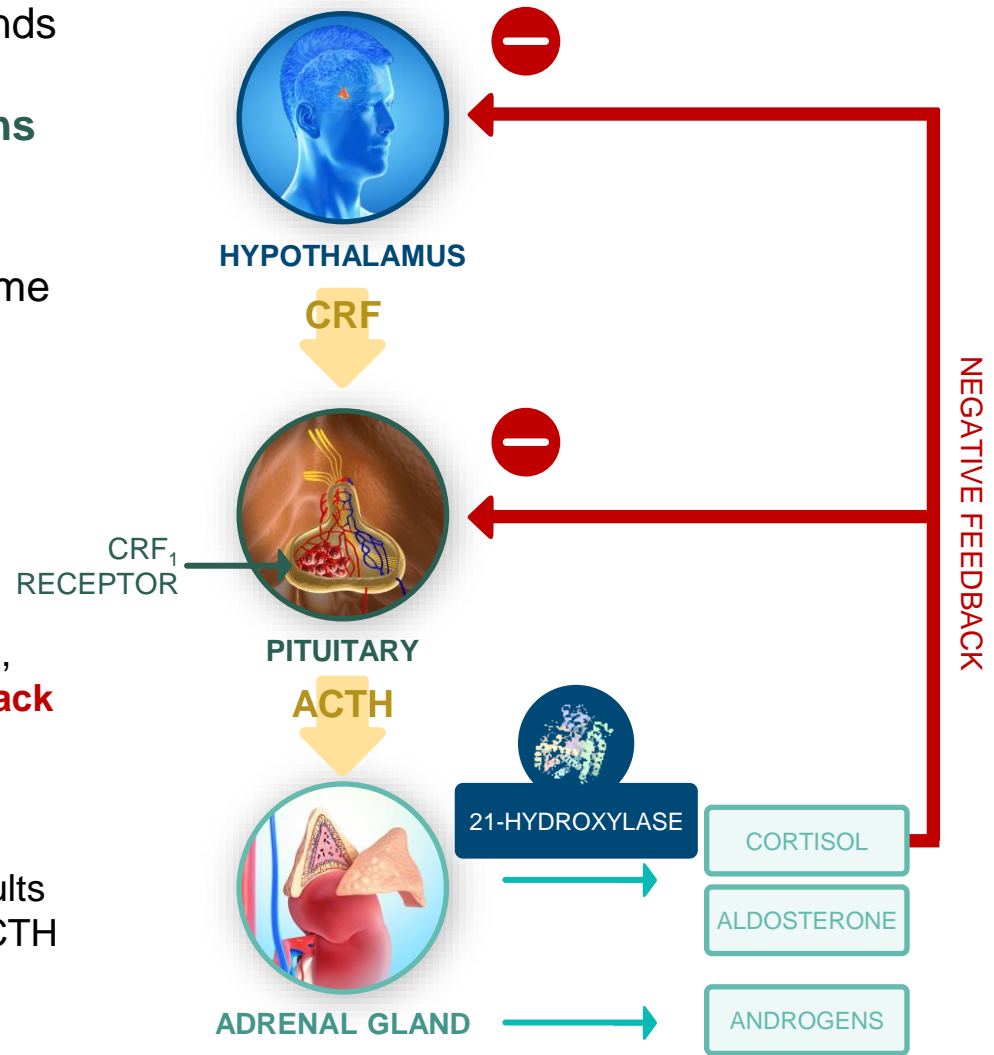 nds
ns
HYPOTHALAMUS
me
CRF
NEGATIVE FEEDBACK
CRF₁
RECEPTOR
PITUITARY
,
ack
ACTH
21-HYDROXYLASE
CORTISOL
ults
CTH
ALDOSTERONE
ADRENAL GLAND
ANDROGENS